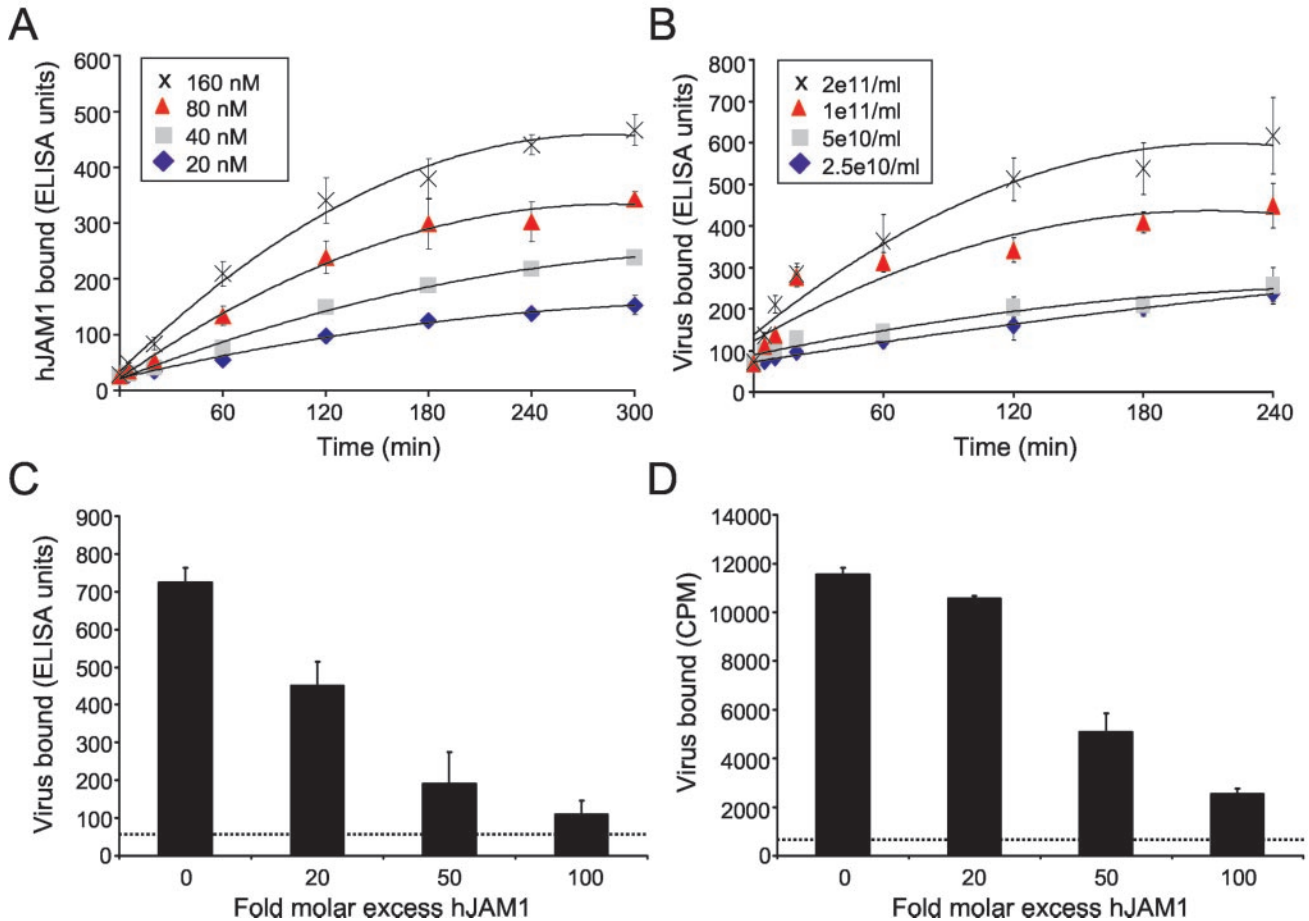 A
hJAM1 bound (ELISA units)
600
500
400
300
200
100
0
160 nM
80 nM
40 nM
20 nM
60
120
180
240
300
Time (min)
B
Virus bound (ELISA units)
800
700
600
500
400
300
200
100
0
2e11/ml
1e11/ml
5e10/ml
2.5e10/ml
60
120
180
240
Time (min)
C
Virus bound (ELISA units)
900
800
700
600
500
400
300
200
100
0
0
20
50
100
Fold molar excess hJAM1
D
Virus bound (CPM)
14000
12000
10000
8000
6000
4000
2000
0
0
20
50
100
Fold molar excess hJAM1